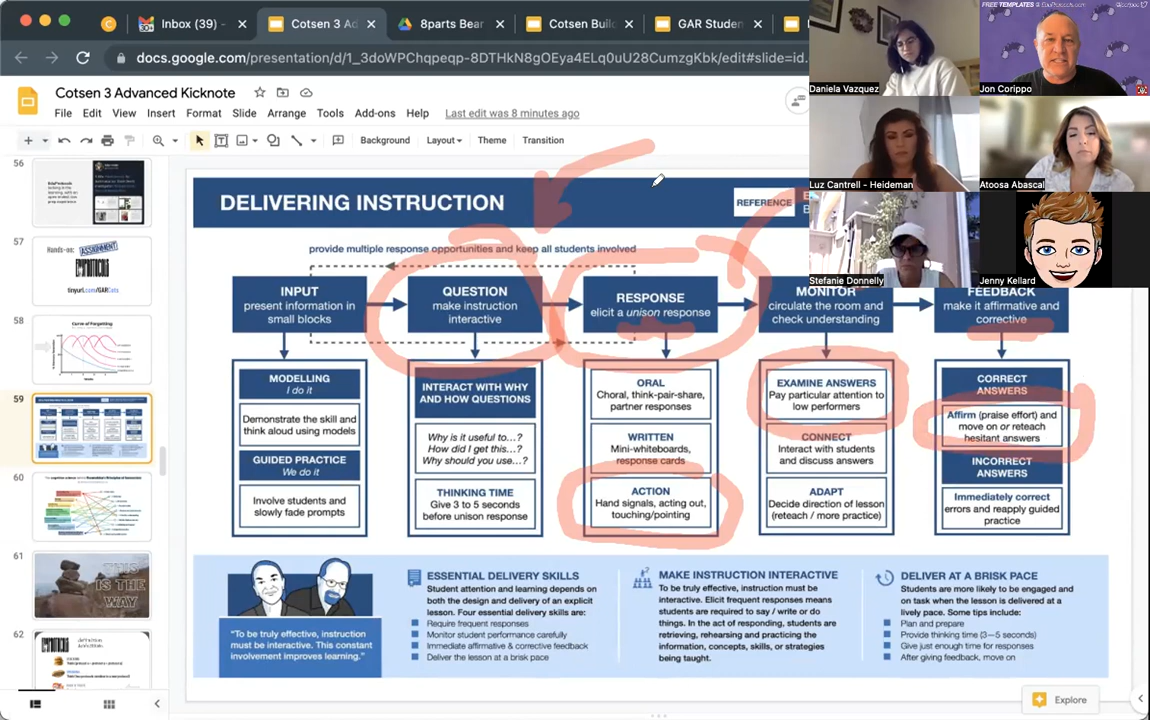 Inbox (39) -
Cotsen 3 Ad
8parts Bear
Cotsen Buil
GAR Studen
docs.google.com/presentation/d/1_3doWPChqpeqp-8DTHkN8gOEya4ELq0uU28CumzgKbk/edit#slide=id.
Cotsen 3 Advanced Kicknote
File Edit View Insert Format Slide Arrange Tools Add-ons Help Last edit was 8 minutes ago
Background Layout Theme Transition
FREE TEMPLATES
Daniela Vazquez
Jon Corippo
Luz Cantrell - Heideman
Atoosa Abascal
Stefanie Donnelly
Jenny Kellard
56
57
Hands-on: ASSIGNMENT
tinyurl.com/GARCots
58
Curve of Forgetting
59
60
61
THIS IS THE WAY
62
DELIVERING INSTRUCTION
REFERENCE
provide multiple response opportunities and keep all students involved
INPUT
present information in
small blocks
QUESTION
make instruction
interactive
RESPONSE
elicit a unison response
MONITOR
circulate the room and
check understanding
FEEDBACK
make it affirmative and
corrective
MODELLING
I do it
Demonstrate the skill and
think aloud using models
GUIDED PRACTICE
We do it
Involve students and
slowly fade prompts
INTERACT WITH WHY
AND HOW QUESTIONS
Why is it useful to...?
How did I get this...?
Why should you use...?
THINKING TIME
Give 3 to 5 seconds
before unison response
ORAL
Choral, think-pair-share,
partner responses
WRITTEN
Mini-whiteboards,
response cards
ACTION
Hand signals, acting out,
touching/pointing
EXAMINE ANSWERS
Pay particular attention to
low performers
CONNECT
Interact with students
and discuss answers
ADAPT
Decide direction of lesson
(reteach / more practice)
CORRECT
ANSWERS
Affirm (praise effort) and
move on or reteach
hesitant answers
INCORRECT
ANSWERS
Immediately correct
errors and reapply guided
practice
"To be truly effective, instruction
must be interactive. This constant
involvement improves learning."
ESSENTIAL DELIVERY SKILLS
Student attention and learning depends on
both the design and delivery of an explicit
lesson. Four essential delivery skills are:
Require frequent responses
Monitor student performance carefully
Immediate affirmative & corrective feedback
Deliver the lesson at a brisk pace
MAKE INSTRUCTION INTERACTIVE
To be truly effective, instruction must be
interactive. Elicit frequent responses means
students are required to say / write or do
things. In the act of responding, students are
retrieving, rehearsing and practicing the
information, concepts, skills, or strategies
being taught.
DELIVER AT A BRISK PACE
Students are more likely to be engaged and
on task when the lesson is delivered at a
lively pace. Some tips include:
Plan and prepare
Provide thinking time (3—5 seconds)
Give just enough time for responses
After giving feedback, move on
Explore